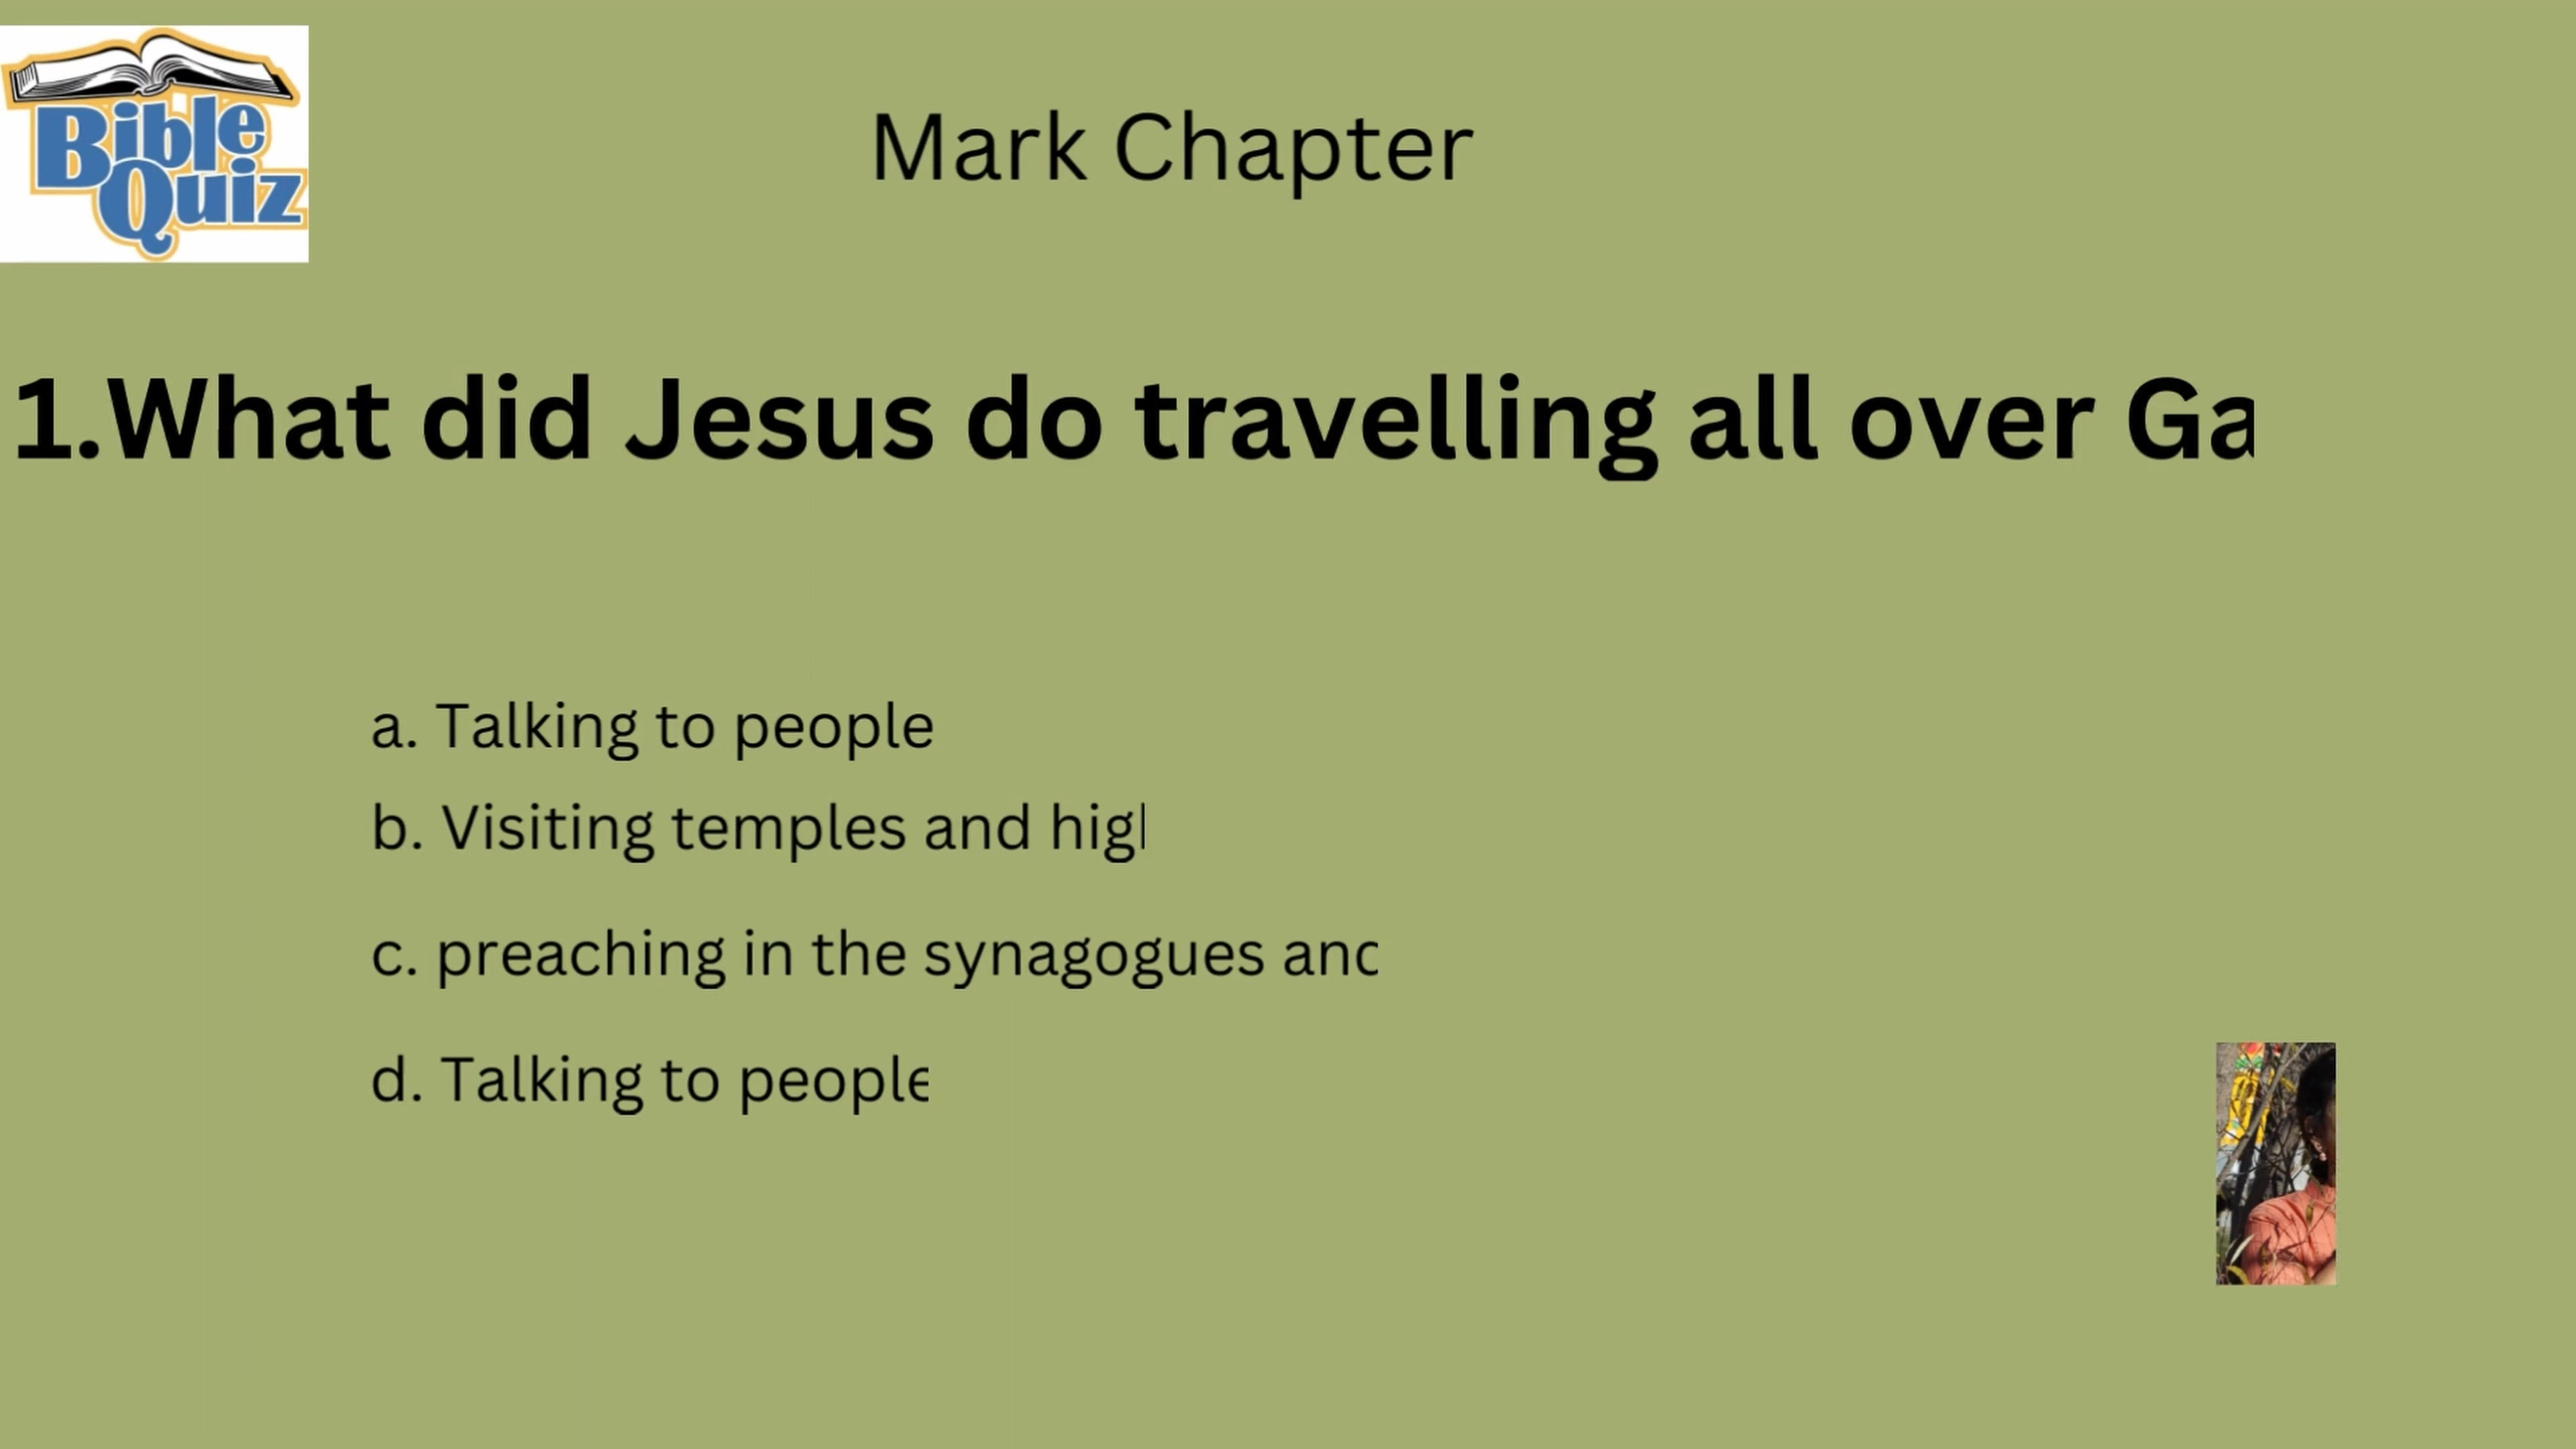 Bible
Quiz
Mark Chapter
1.What did Jesus do travelling all over Ga
a. Talking to people
b. Visiting temples and hig
c. preaching in the synagogues and
d. Talking to people